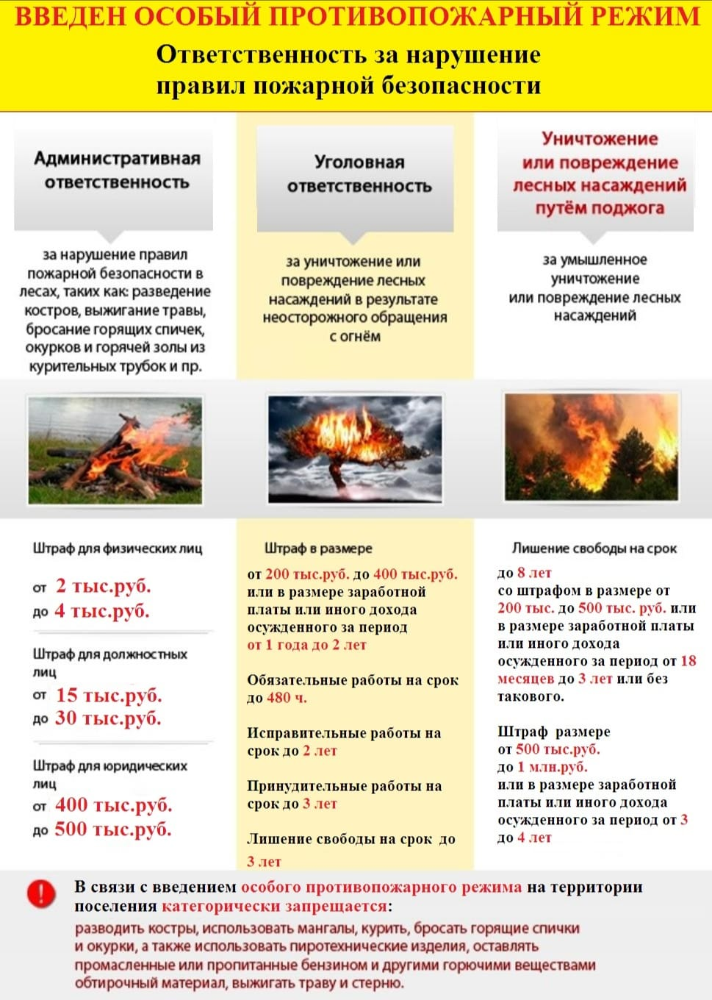 ВВЕДЕН ОСОБЫЙ ПРОТИВОПОЖАРНЫЙ РЕЖИМ
Ответственность за нарушение
правил пожарной безопасности
Административная
ответственность
за нарушение правил
пожарной безопасности в
лесах, таких как: разведение
костров, выжигание травы,
бросание горящих спичек,
окурков и горячей золы из
курительных трубок и пр.
Уголовная
ответственность
за уничтожение или
повреждение лесных
насаждений в результате
неосторожного обращения
с огнём
Уничтожение
или повреждение
лесных насаждений
путём поджога
за умышленное
уничтожение
или повреждение лесных
насаждений
Штраф для физических лиц
от 2 тыс.руб.
до 4 тыс.руб.
Штраф для должностных
лиц
от 15 тыс.руб.
до 30 тыс.руб.
Штраф для юридических
лиц
от 400 тыс.руб.
до 500 тыс.руб.
Штраф в размере
от 200 тыс.руб. до 400 тыс.руб.
или в размере заработной
платы или иного дохода
осужденного за период
от 1 года до 2 лет
Обязательные работы на срок
до 480 ч.
Исправительные работы на
срок до 2 лет
Принудительные работы на
срок до 3 лет
Лишение свободы на срок до
3 лет
Лишение свободы на срок
до 8 лет
со штрафом в размере от
200 тыс. до 500 тыс. руб. или
в размере заработной платы
или иного дохода
осужденного за период от 18
месяцев до 3 лет или без
такового.
Штраф размере
от 500 тыс.руб.
до 1 млн.руб.
или в размере заработной
платы или иного дохода
осужденного за период от 3
до 4 лет
В связи с введением особого противопожарного режима на территории
поселения категорически запрещается:
разводить костры, использовать мангалы, курить, бросать горящие спички
и окурки, а также использовать пиротехнические изделия, оставлять
промасленные или пропитанные бензином и другими горючими веществами
обтирочный материал, выжигать траву и стерню.